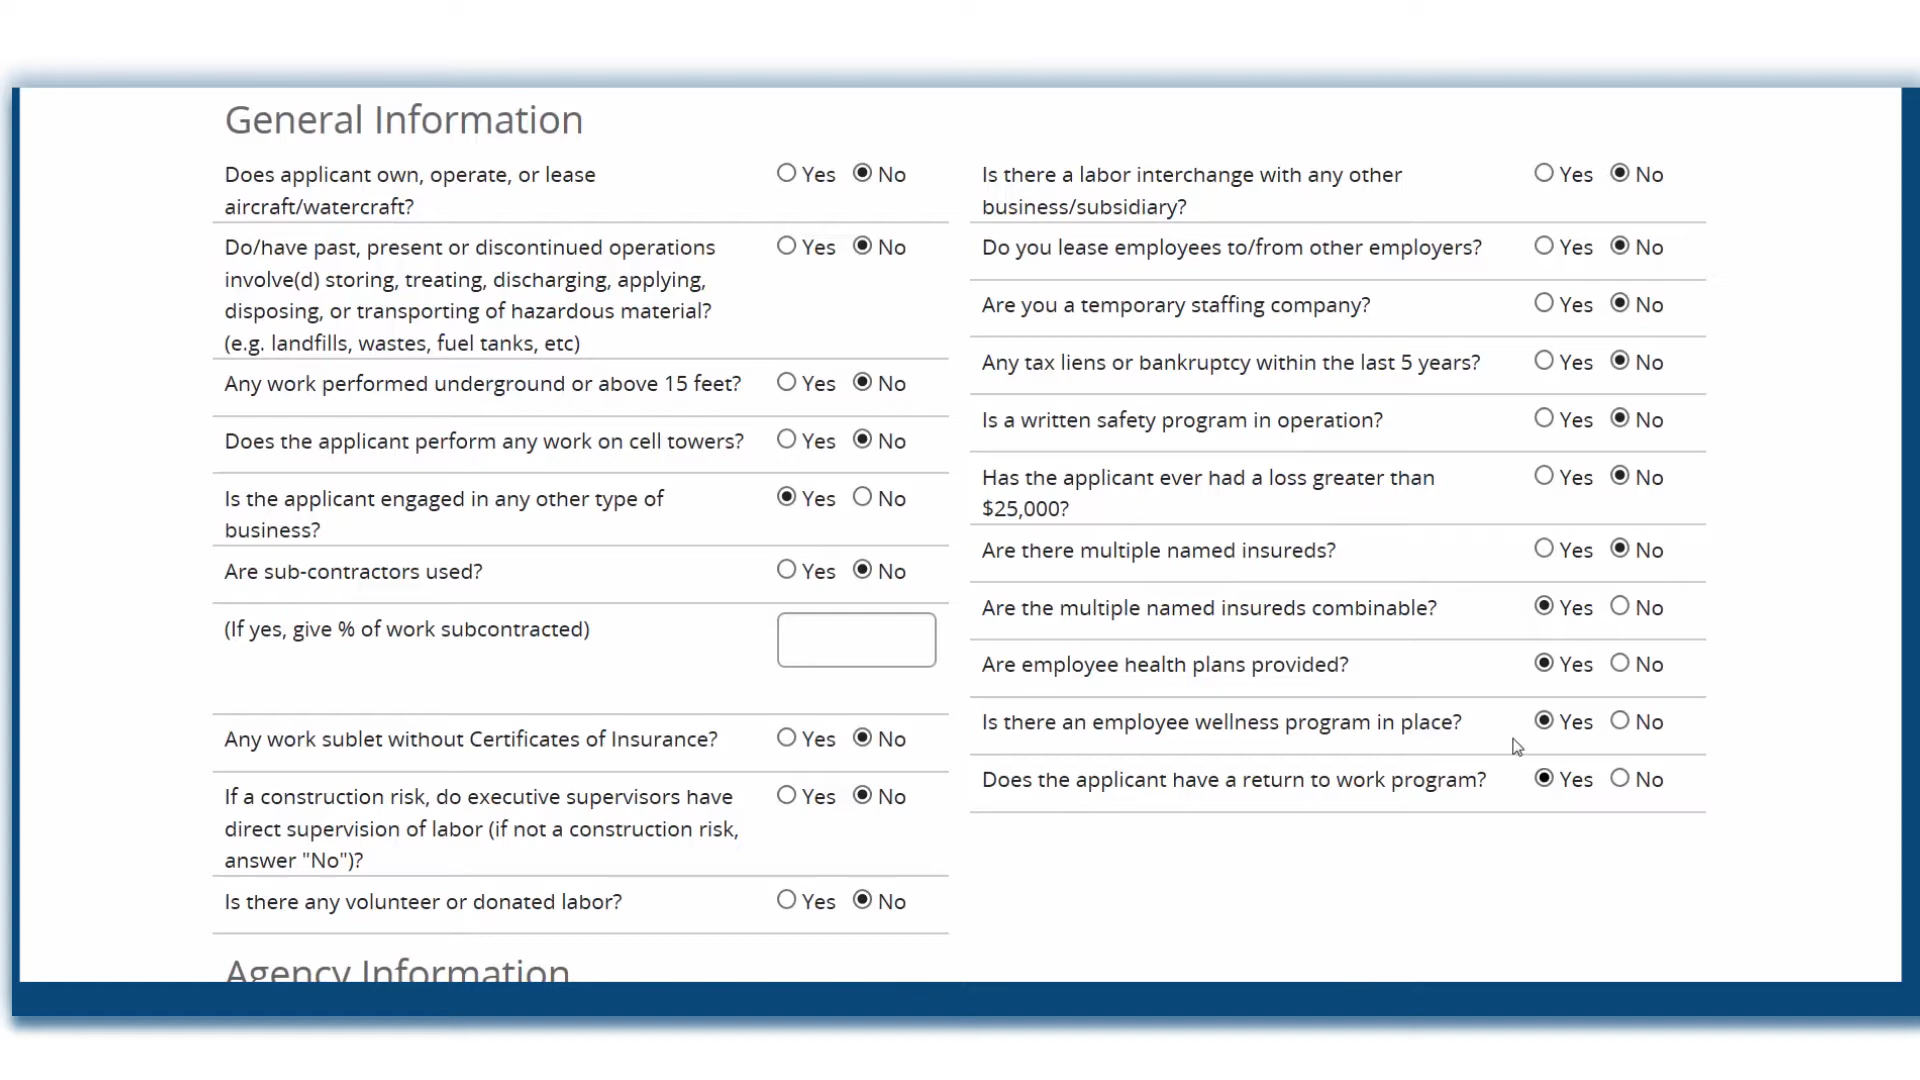 General Information
Does applicant own, operate, or lease
aircraft/watercraft?
Yes No
Do/have past, present or discontinued operations
involve(d) storing, treating, discharging, applying,
disposing, or transporting of hazardous material?
(e.g. landfills, wastes, fuel tanks, etc)
Yes No
Any work performed underground or above 15 feet? Yes No
Does the applicant perform any work on cell towers? Yes No
Is the applicant engaged in any other type of
business?
Yes No
Are sub-contractors used? Yes No
(If yes, give % of work subcontracted)
Any work sublet without Certificates of Insurance? Yes No
If a construction risk, do executive supervisors have
direct supervision of labor (if not a construction risk,
answer "No")?
Yes No
Is there any volunteer or donated labor? Yes No
Is there a labor interchange with any other
business/subsidiary?
Yes No
Do you lease employees to/from other employers? Yes No
Are you a temporary staffing company? Yes No
Any tax liens or bankruptcy within the last 5 years? Yes No
Is a written safety program in operation? Yes No
Has the applicant ever had a loss greater than
$25,000?
Yes No
Are there multiple named insureds? Yes No
Are the multiple named insureds combinable? Yes No
Are employee health plans provided? Yes No
Is there an employee wellness program in place? Yes No
Does the applicant have a return to work program? Yes No
Agency Information